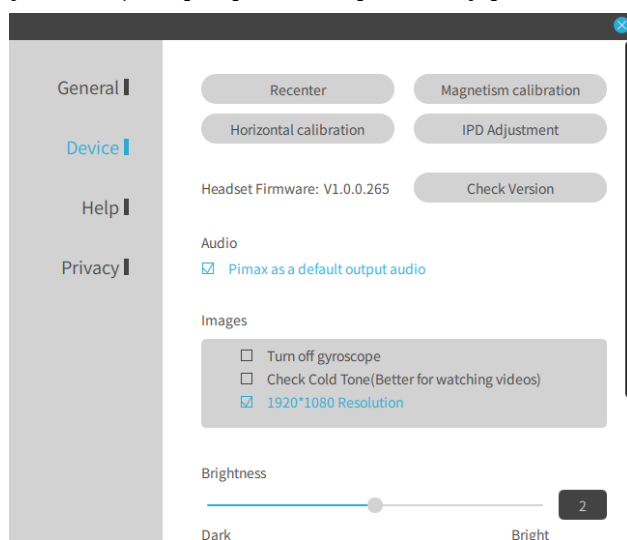 General
Device
Help
Privacy
Recenter
Magnetism calibration
Horizontal calibration
IPD Adjustment
Headset Firmware: V1.0.0.265
Check Version
Audio
Pimax as a default output audio
Images
Turn off gyroscope
Check Cold Tone(Better for watching videos)
1920*1080 Resolution
Brightness
2
Dark
Bright